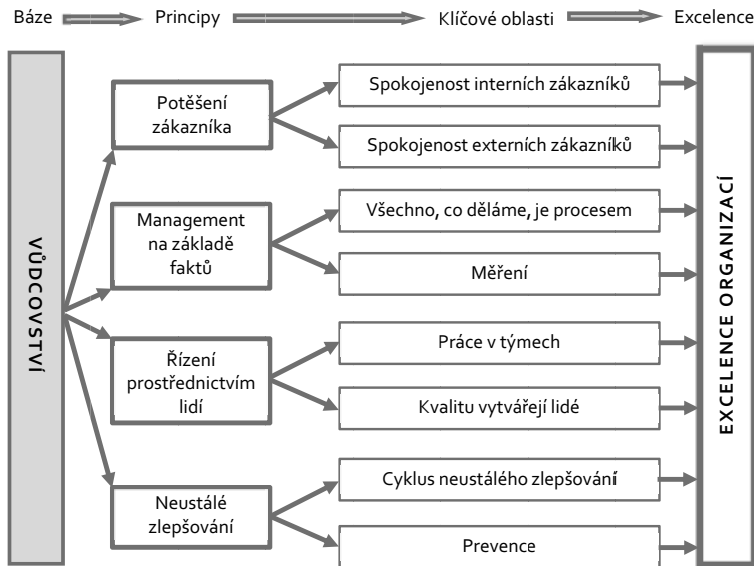 Báze Principy Klíčové oblasti Excelence
VŮDCOVSTVÍ
Potěšení
zákazníka
Spokojenost interních zákazníků
Spokojenost externích zákazníků
Management
na základě
faktů
Všechno, co děláme, je procesem
Měření
Řízení
prostřednictvím
lidí
Práce v týmech
Kvalitu vytvářejí lidé
Neustálé
zlepšování
Cyklus neustálého zlepšování
Prevence
EXCELENCE ORGANIZACÍ